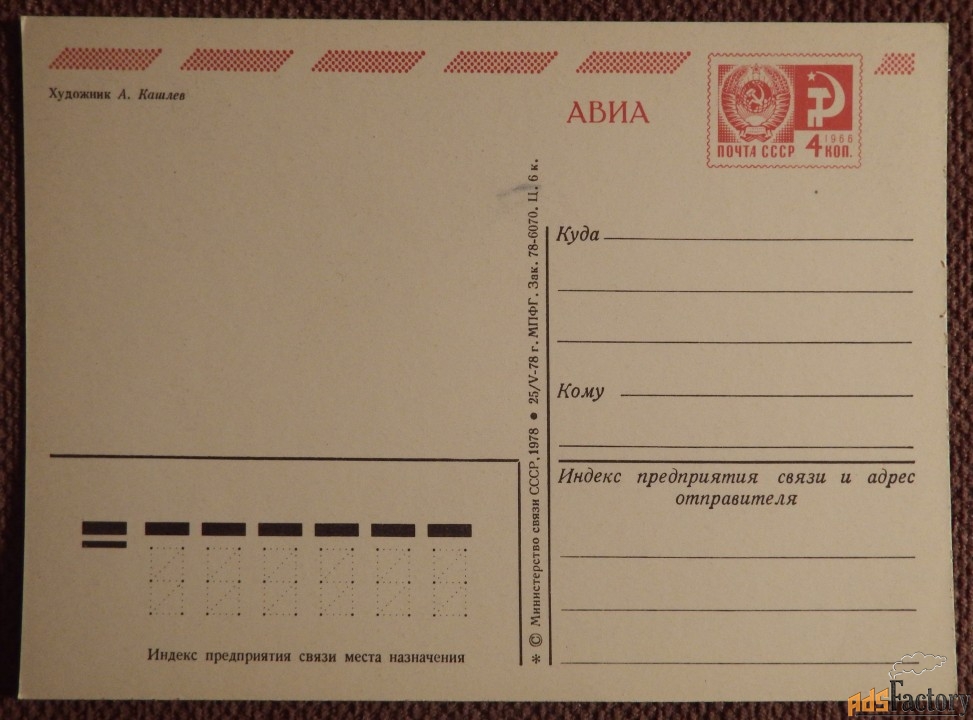 Художник А. Кашлев
АВИА
ПОЧТА СССР
1966
4 КОП.
Куда
Кому
Индекс предприятия связи и адрес
отправителя
* © Министерство связи СССР, 1978 • 25/V-78 г. МПФГ. Зак. 78-6070. Ц. 6 к.
Индекс предприятия связи места назначения
adsFactory